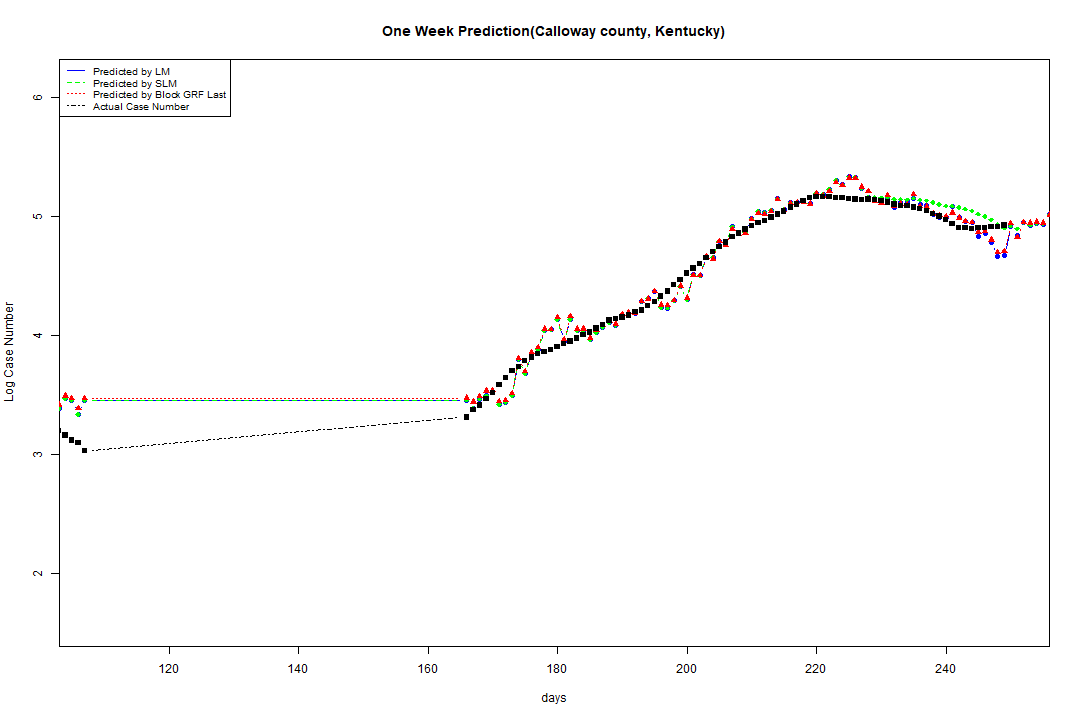 One Week Prediction(Calloway county, Kentucky)
Predicted by LM
Predicted by SLM
Predicted by Block GRF Last
Actual Case Number
6
5
4
3
2
Log Case Number
120 140 160 180 200 220 240
days